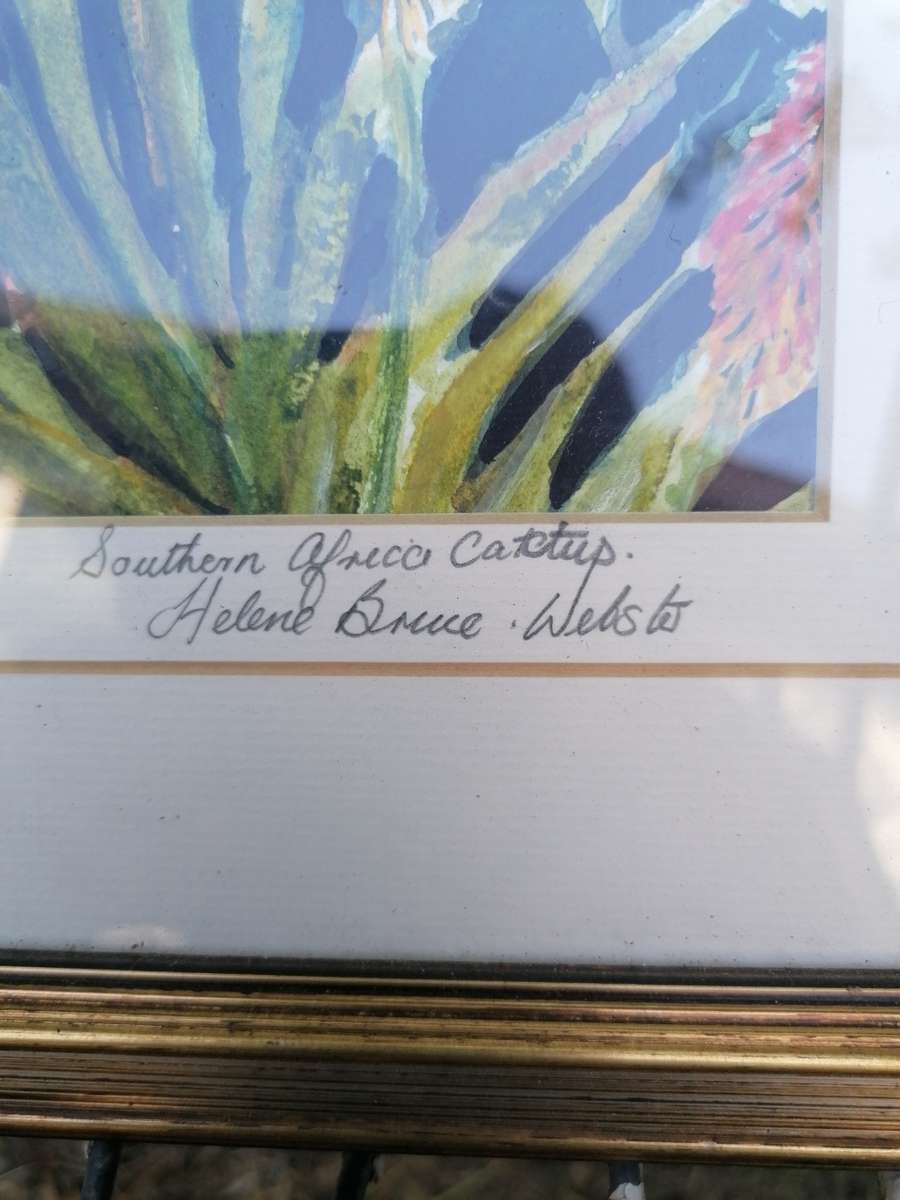 Southern Africa Cactus.
Helene Bruce. Webster